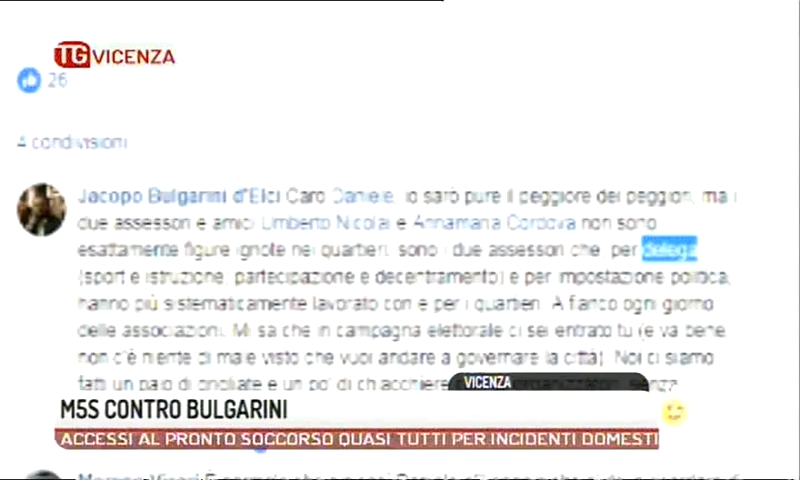 TG VICENZA
26
4 condivisioni
Jacopo Bulgarini d'Elci Caro Daniele, io sarò pure il peggiore dei peggiori, ma i
due assessori e amici Umberto Nicolai e Annamaria Cordova non sono
esattamente figure ignote nei quartieri: sono i due assessori che, per delega
(sport e istruzione, partecipazione e decentramento) e per impostazione politica,
hanno più sistematicamente lavorato con e per i quartieri. A fianco ogni giorno
delle associazioni. Mi sa che in campagna elettorale ci sei entrato tu (e va bene,
non c'è niente di male visto che vuoi andare a governare la città). Noi ci siamo
fatti un paio di grigliate e un po' di chiacchiere senza
VICENZA
M5S CONTRO BULGARINI
ACCESSI AL PRONTO SOCCORSO QUASI TUTTI PER INCIDENTI DOMESTI